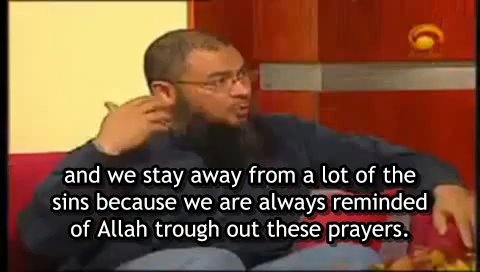 and we stay away from a lot of the
sins because we are always reminded
of Allah trough out these prayers.